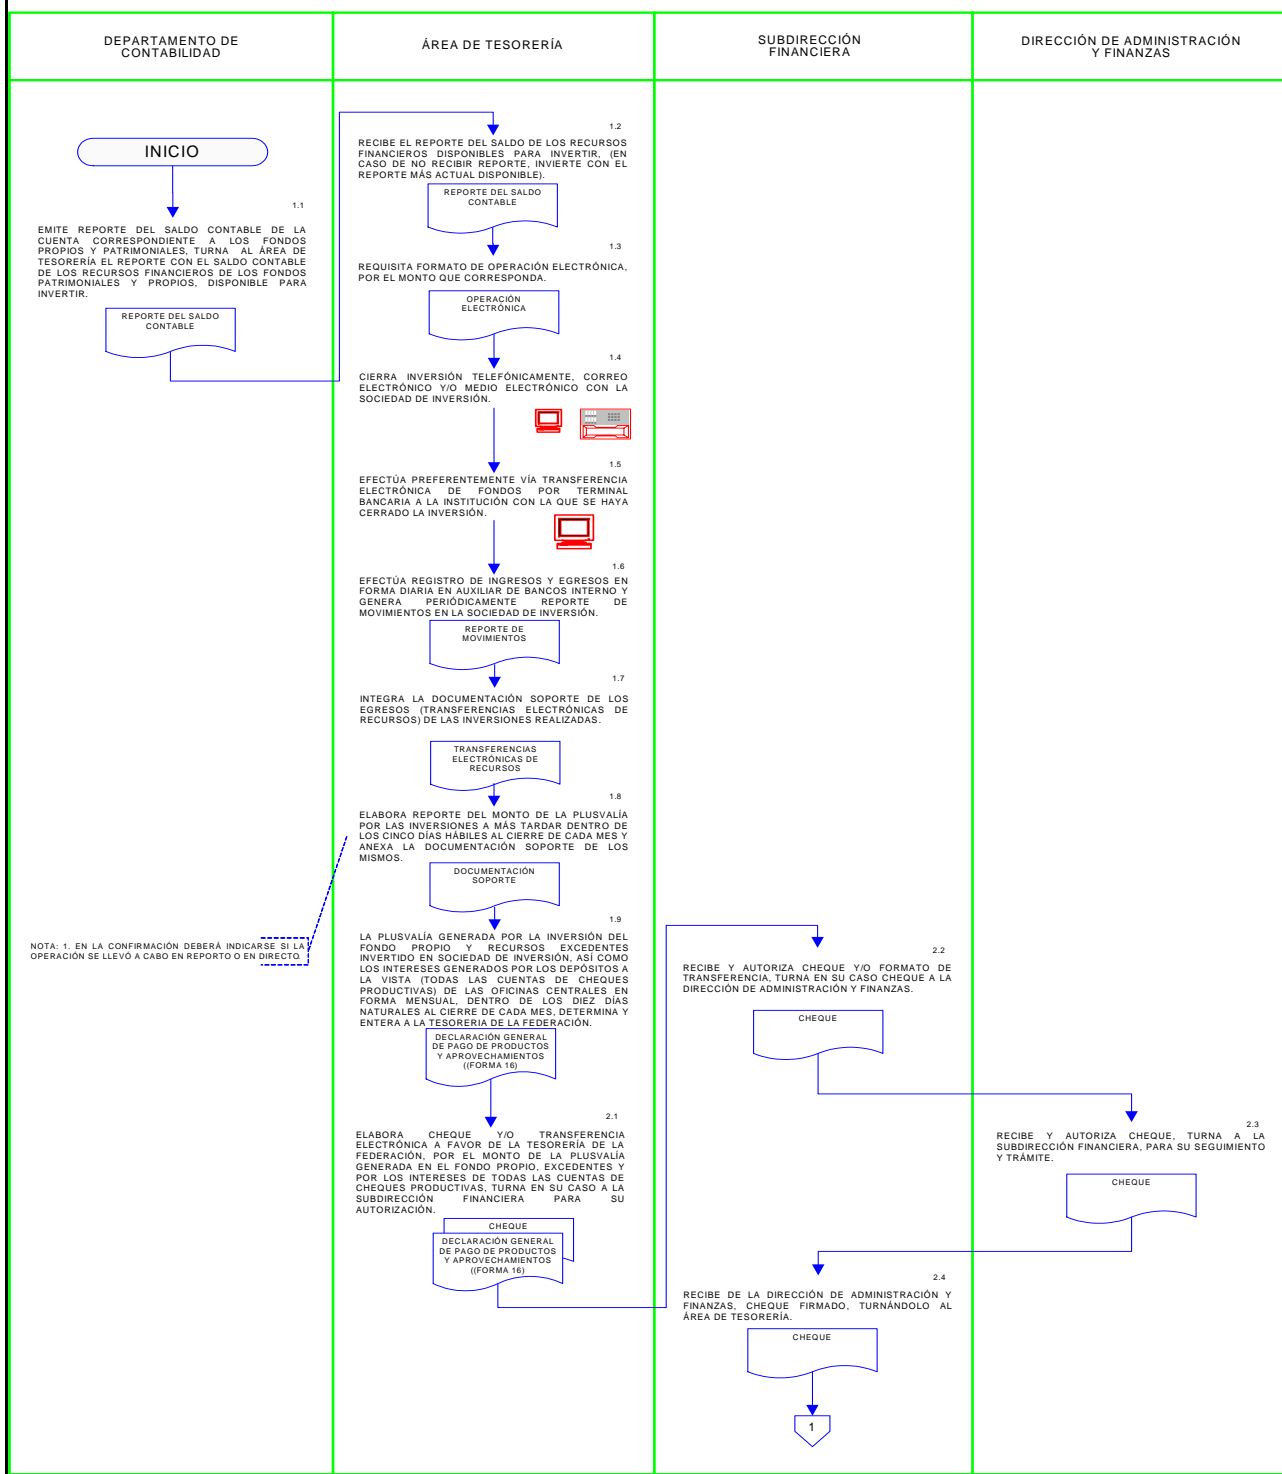 DEPARTAMENTO DE
CONTABILIDAD
ÁREA DE TESORERÍA
SUBDIRECCIÓN
FINANCIERA
DIRECCIÓN DE ADMINISTRACIÓN
Y FINANZAS
INICIO
1.1
EMITE REPORTE DEL SALDO CONTABLE DE LA
CUENTA CORRESPONDIENTE A LOS FONDOS
PROPIOS Y PATRIMONIALES, TURNA AL ÁREA DE
TESORERÍA EL REPORTE CON EL SALDO CONTABLE
DE LOS RECURSOS FINANCIEROS DE LOS FONDOS
PATRIMONIALES Y PROPIOS, DISPONIBLE PARA
INVERTIR.
REPORTE DEL SALDO
CONTABLE
1.2
RECIBE EL REPORTE DEL SALDO DE LOS RECURSOS
FINANCIEROS DISPONIBLES PARA INVERTIR, (EN
CASO DE NO RECIBIR REPORTE, INVIERTE CON EL
REPORTE MÁS ACTUAL DISPONIBLE).
REPORTE DEL SALDO
CONTABLE
1.3
REQUISITA FORMATO DE OPERACIÓN ELECTRÓNICA,
POR EL MONTO QUE CORRESPONDA.
OPERACIÓN
ELECTRÓNICA
1.4
CIERRA INVERSIÓN TELEFÓNICAMENTE, CORREO
ELECTRÓNICO Y/O MEDIO ELECTRÓNICO CON LA
SOCIEDAD DE INVERSIÓN.
1.5
EFECTÚA PREFERENTEMENTE VÍA TRANSFERENCIA
ELECTRÓNICA DE FONDOS POR TERMINAL
BANCARIA A LA INSTITUCIÓN CON LA QUE SE HAYA
CERRADO LA INVERSIÓN.
1.6
EFECTÚA REGISTRO DE INGRESOS Y EGRESOS EN
FORMA DIARIA EN AUXILIAR DE BANCOS INTERNO Y
GENERA PERIÓDICAMENTE REPORTE DE
MOVIMIENTOS EN LA SOCIEDAD DE INVERSIÓN.
REPORTE DE
MOVIMIENTOS
1.7
INTEGRA LA DOCUMENTACIÓN SOPORTE DE LOS
EGRESOS (TRANSFERENCIAS ELECTRÓNICAS DE
RECURSOS) DE LAS INVERSIONES REALIZADAS.
TRANSFERENCIAS
ELECTRÓNICAS DE
RECURSOS
1.8
ELABORA REPORTE DEL MONTO DE LA PLUSVALÍA
POR LAS INVERSIONES A MÁS TARDAR DENTRO DE
LOS CINCO DÍAS HÁBILES AL CIERRE DE CADA MES Y
ANEXA LA DOCUMENTACIÓN SOPORTE DE LOS
MISMOS.
DOCUMENTACIÓN
SOPORTE
NOTA: 1. EN LA CONFIRMACIÓN DEBERÁ INDICARSE SI LA
OPERACIÓN SE LLEVÓ A CABO EN REPORTO O EN DIRECTO.
1.9
LA PLUSVALÍA GENERADA POR LA INVERSIÓN DEL
FONDO PROPIO Y RECURSOS EXCEDENTES
INVERTIDO EN SOCIEDAD DE INVERSIÓN, ASÍ COMO
LOS INTERESES GENERADOS POR LOS DEPÓSITOS A
LA VISTA (TODAS LAS CUENTAS DE CHEQUES
PRODUCTIVAS) DE LAS OFICINAS CENTRALES EN
FORMA MENSUAL, DENTRO DE LOS DIEZ DÍAS
NATURALES AL CIERRE DE CADA MES, DETERMINA Y
ENTERA A LA TESORERIA DE LA FEDERACIÓN.
DECLARACIÓN GENERAL
DE PAGO DE PRODUCTOS
Y APROVECHAMIENTOS
((FORMA 16)
2.1
ELABORA CHEQUE Y/O TRANSFERENCIA
ELECTRÓNICA A FAVOR DE LA TESORERÍA DE LA
FEDERACIÓN, POR EL MONTO DE LA PLUSVALÍA
GENERADA EN EL FONDO PROPIO, EXCEDENTES Y
POR LOS INTERESES DE TODAS LAS CUENTAS DE
CHEQUES PRODUCTIVAS, TURNA EN SU CASO A LA
SUBDIRECCIÓN FINANCIERA PARA SU
AUTORIZACIÓN.
CHEQUE
DECLARACIÓN GENERAL
DE PAGO DE PRODUCTOS
Y APROVECHAMIENTOS
((FORMA 16)
2.2
RECIBE Y AUTORIZA CHEQUE Y/O FORMATO DE
TRANSFERENCIA, TURNA EN SU CASO CHEQUE A LA
DIRECCIÓN DE ADMINISTRACIÓN Y FINANZAS.
CHEQUE
2.3
RECIBE Y AUTORIZA CHEQUE, TURNA A LA
SUBDIRECCIÓN FINANCIERA, PARA SU SEGUIMIENTO
Y TRÁMITE.
CHEQUE
2.4
RECIBE DE LA DIRECCIÓN DE ADMINISTRACIÓN Y
FINANZAS, CHEQUE FIRMADO, TURNÁNDOLO AL
ÁREA DE TESORERÍA.
CHEQUE
1